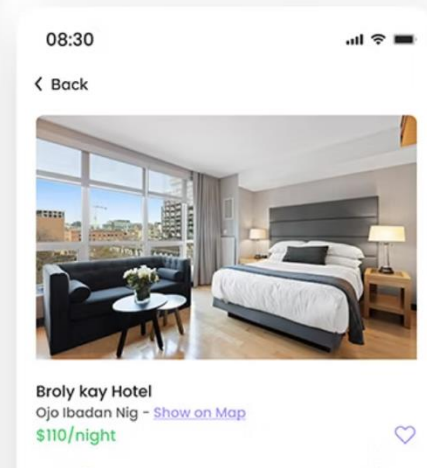 08:30
Back
Broly kay Hotel
Ojo Ibadan Nig - Show on Map
$110/night